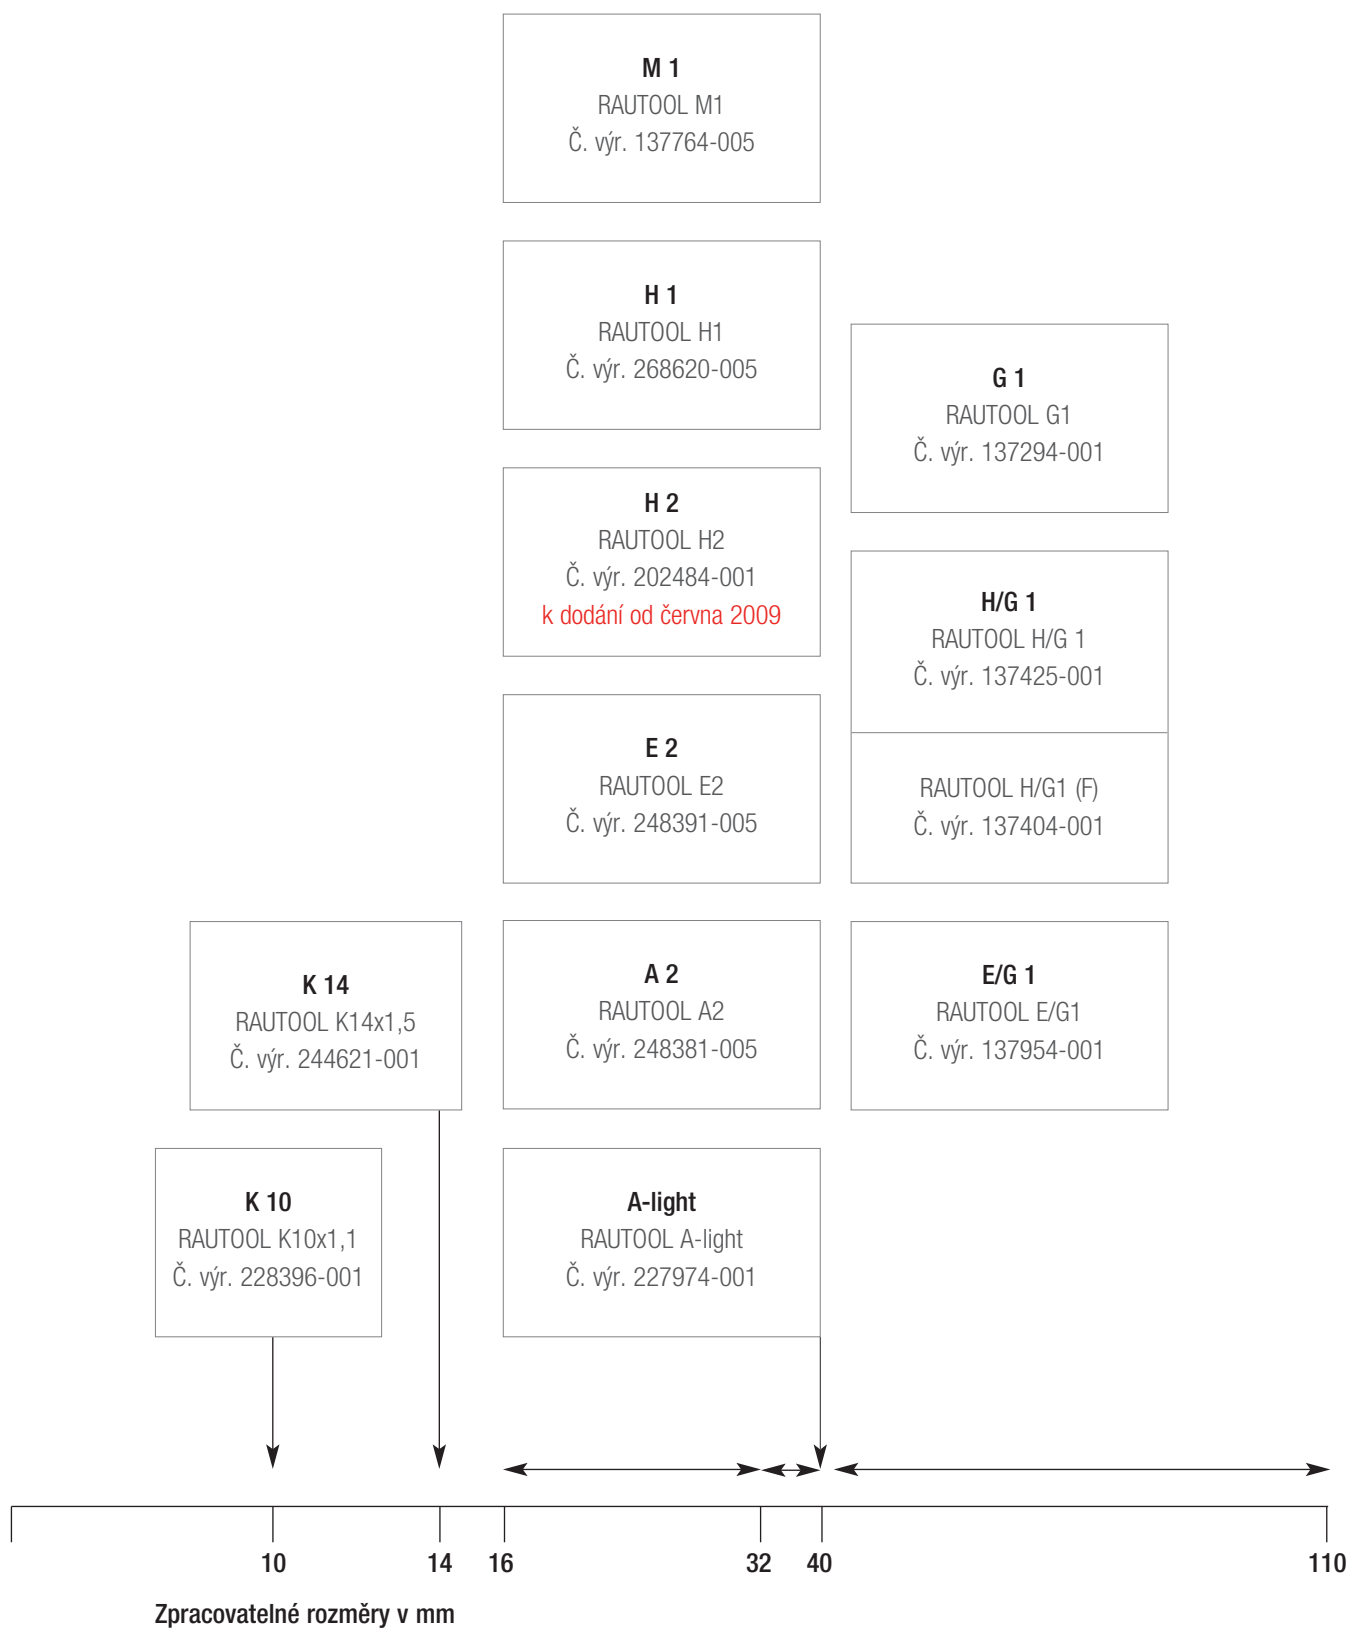 M 1
RAUTOOL M1
Č. výr. 137764-005
H 1
RAUTOOL H1
Č. výr. 268620-005
G 1
RAUTOOL G1
Č. výr. 137294-001
H 2
RAUTOOL H2
Č. výr. 202484-001
k dodání od června 2009
H/G 1
RAUTOOL H/G 1
Č. výr. 137425-001
RAUTOOL H/G1 (F)
Č. výr. 137404-001
E 2
RAUTOOL E2
Č. výr. 248391-005
K 14
RAUTOOL K14x1,5
Č. výr. 244621-001
A 2
RAUTOOL A2
Č. výr. 248381-005
E/G 1
RAUTOOL E/G1
Č. výr. 137954-001
K 10
RAUTOOL K10x1,1
Č. výr. 228396-001
A-light
RAUTOOL A-light
Č. výr. 227974-001
10 14 16 32 40 110
Zpracovatelné rozměry v mm